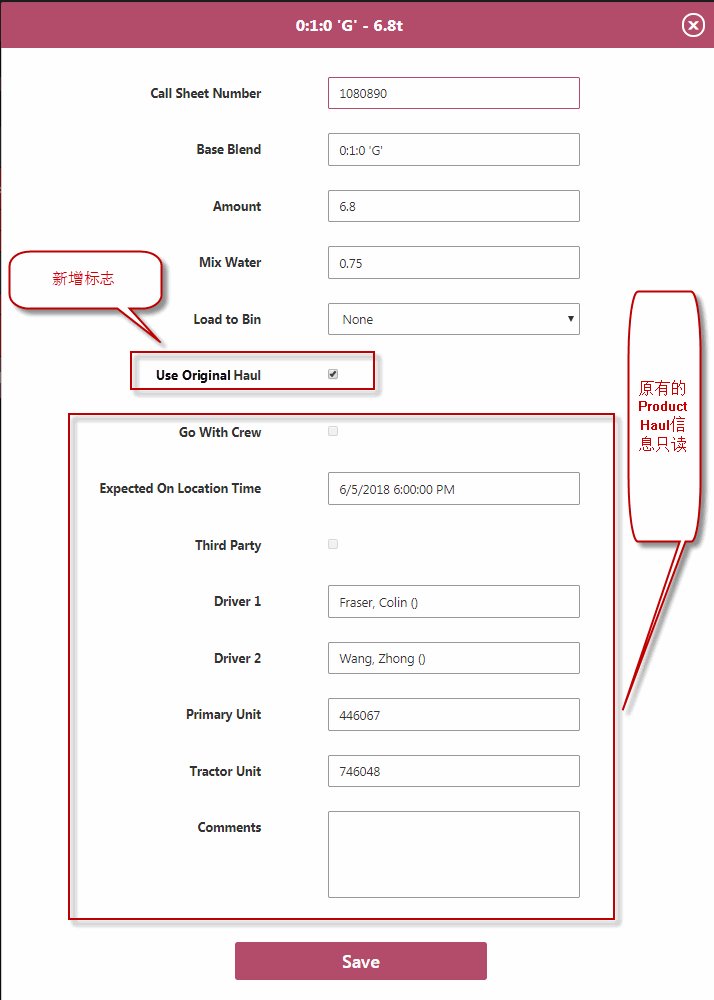 0:1:0 'G' - 6.8t
Call Sheet Number 1080890
Base Blend 0:1:0 'G'
Amount 6.8
Mix Water 0.75
新增标志
Load to Bin None
Use Original Haul
原有的
Product
Haul信
息只读
Go With Crew
Expected On Location Time 6/5/2018 6:00:00 PM
Third Party
Driver 1 Fraser, Colin ()
Driver 2 Wang, Zhong ()
Primary Unit 446067
Tractor Unit 746048
Comments
Save